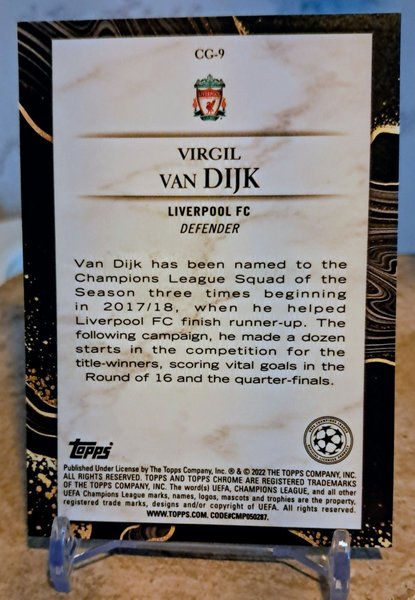 CG-9
VIRGIL
VAN DIJK
LIVERPOOL FC
DEFENDER
Van Dijk has been named to the
Champions League Squad of the
Season three times beginning
in 2017/18, when he helped
Liverpool FC finish runner-up. The
following campaign, he made a dozen
starts in the competition for the
title-winners, scoring vital goals in the
Round of 16 and the quarter-finals.
Topps
Published Under License by The Topps Company, Inc. ® & © 2022 THE TOPPS COMPANY, INC.
ALL RIGHTS RESERVED. TOPPS AND TOPPS CHROME ARE REGISTERED TRADEMARKS
OF THE TOPPS COMPANY, INC. The word(s) UEFA, CHAMPIONS LEAGUE, and all other
UEFA Champions League marks, names, logos, mascots and trophies are the property,
registered trade marks, designs and/or copyright of UEFA. All rights reserved.
WWW.TOPPS.COM. CODE#CMP050287.